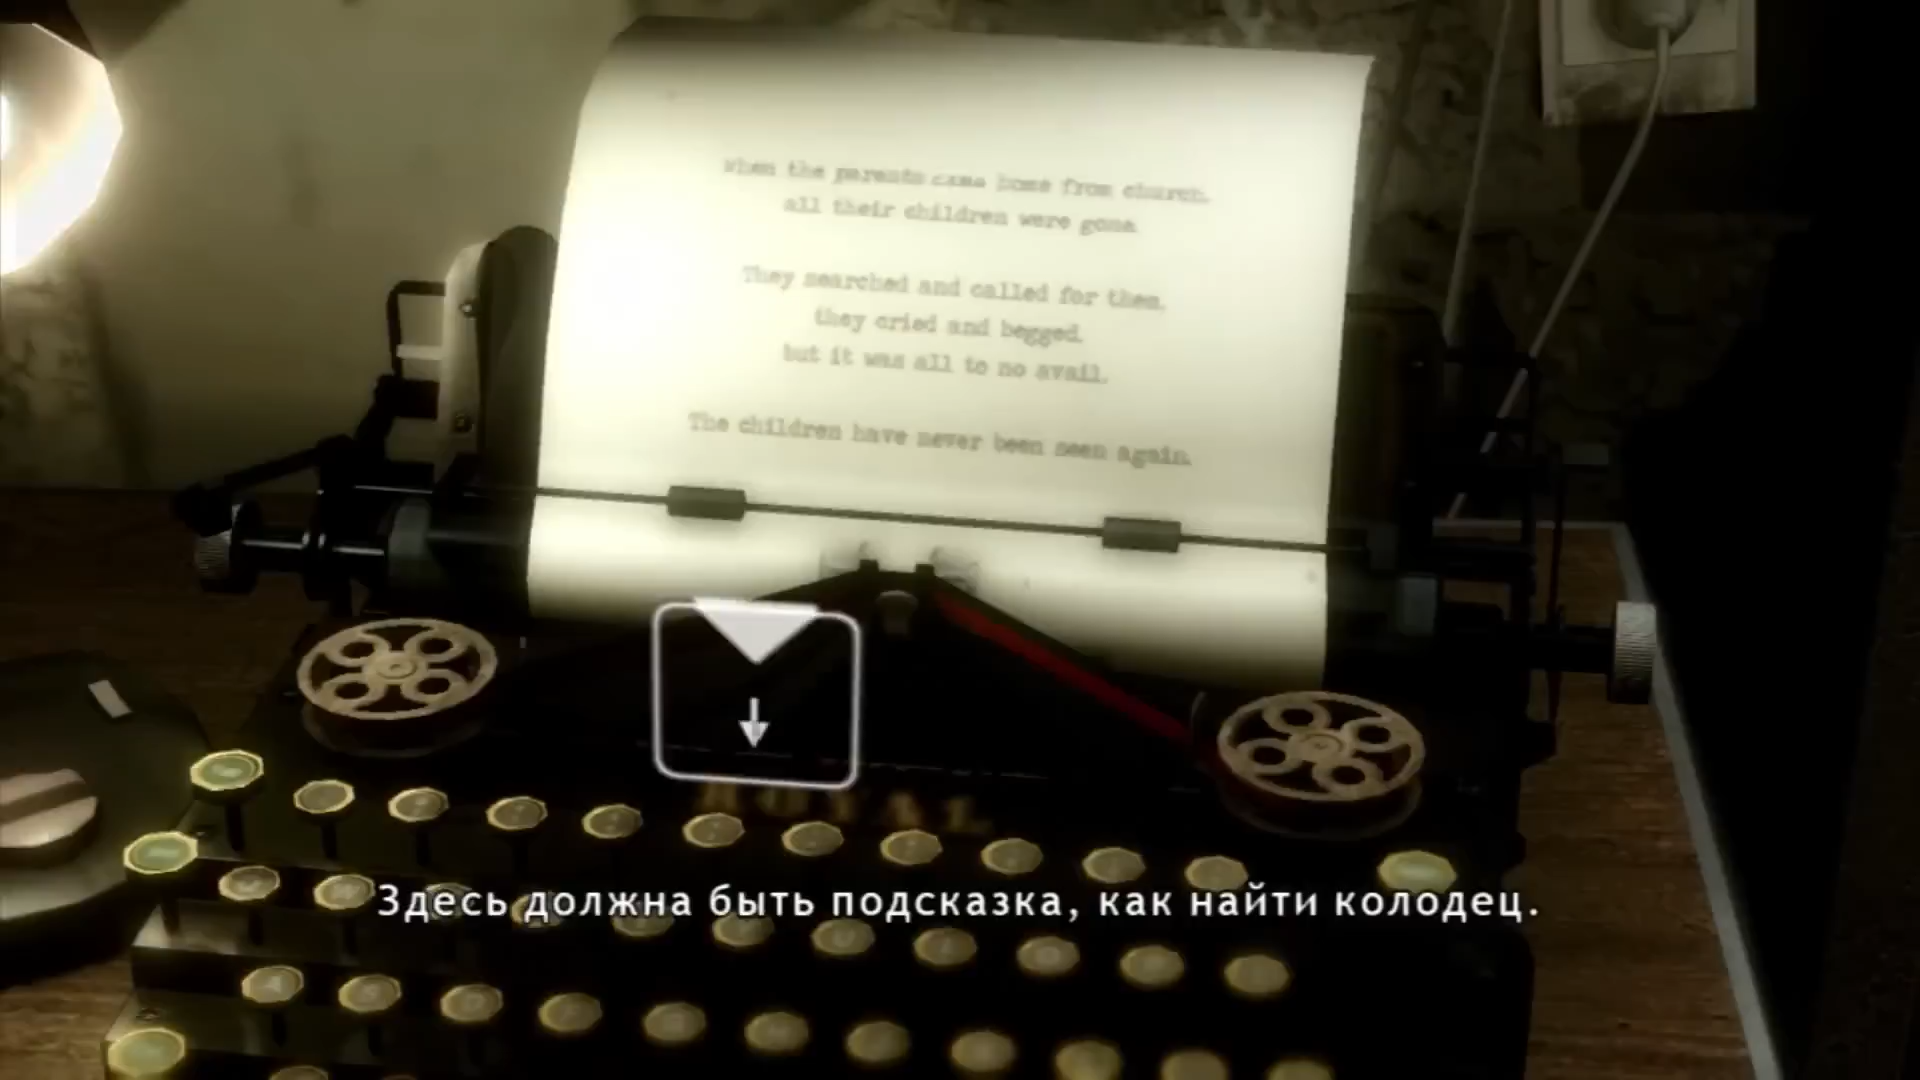 When the parents came home from church,
all their children were gone.
They searched and called for them,
they cried and begged,
but it was all to no avail.
The children have never been seen again.
ROYAL
Здесь должна быть подсказка, как найти колодец.